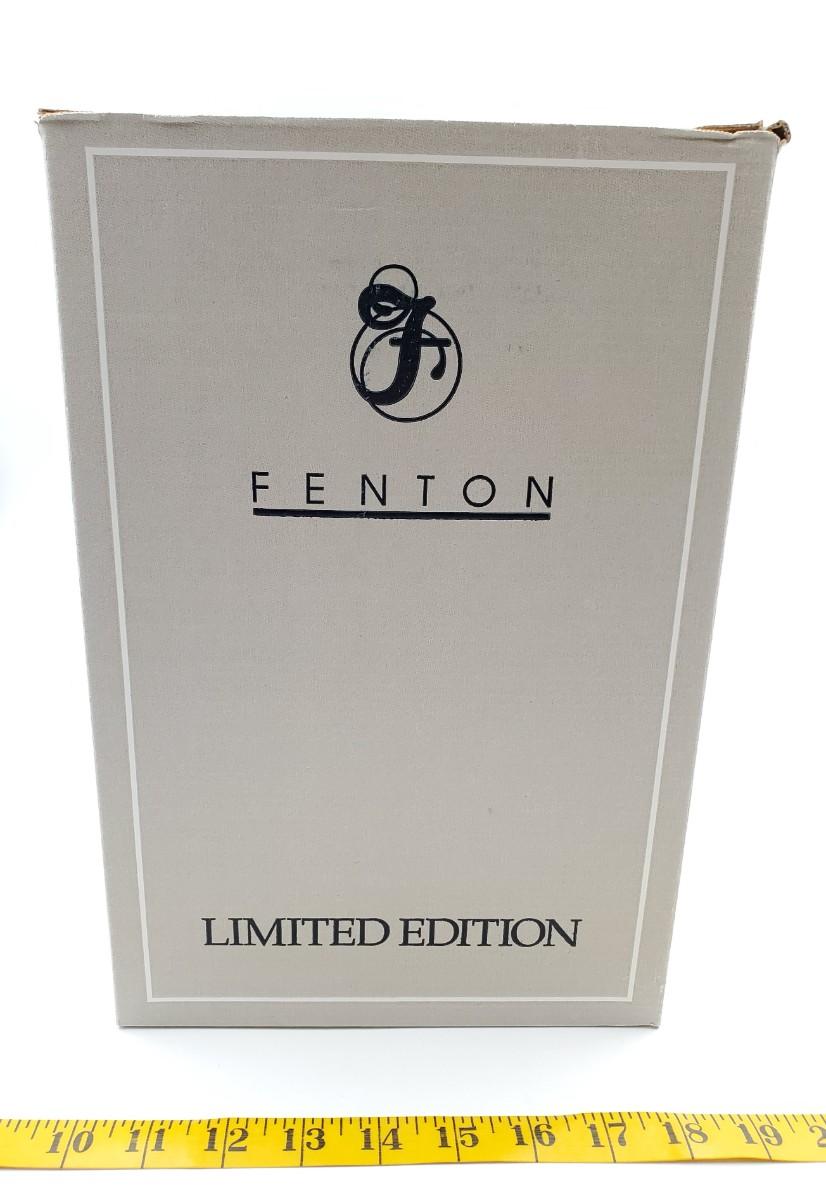 F
FENTON
LIMITED EDITION
10 11 12 13 14 15 16 17 18 19